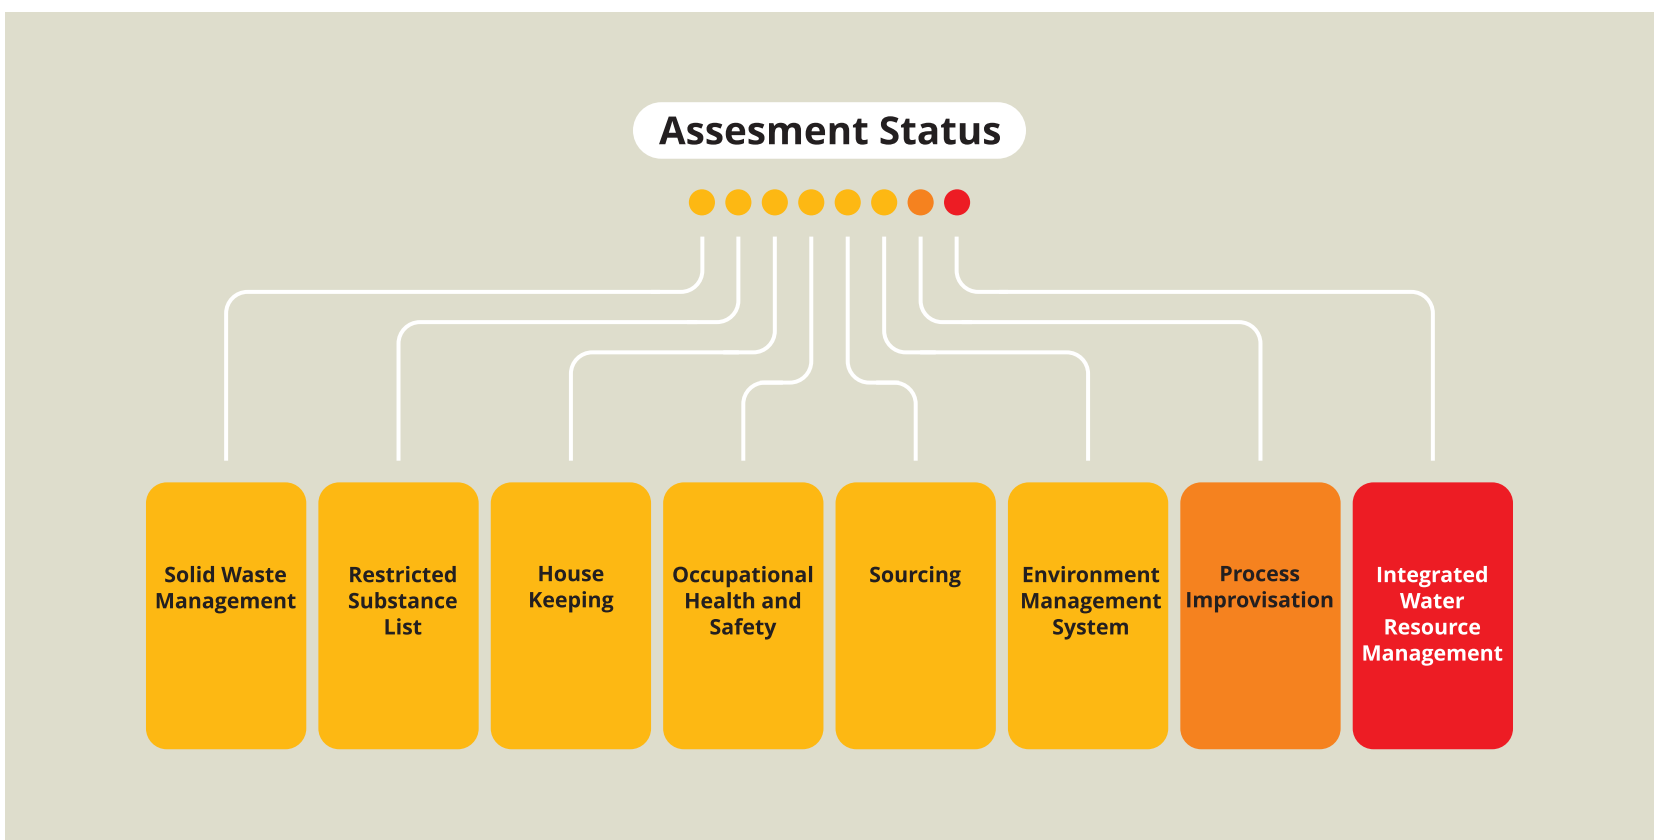 Assesment Status
Solid Waste
Management
Restricted
Substance
List
House
Keeping
Occupational
Health and
Safety
Sourcing
Environment
Management
System
Process
Improvisation
Integrated
Water
Resource
Management